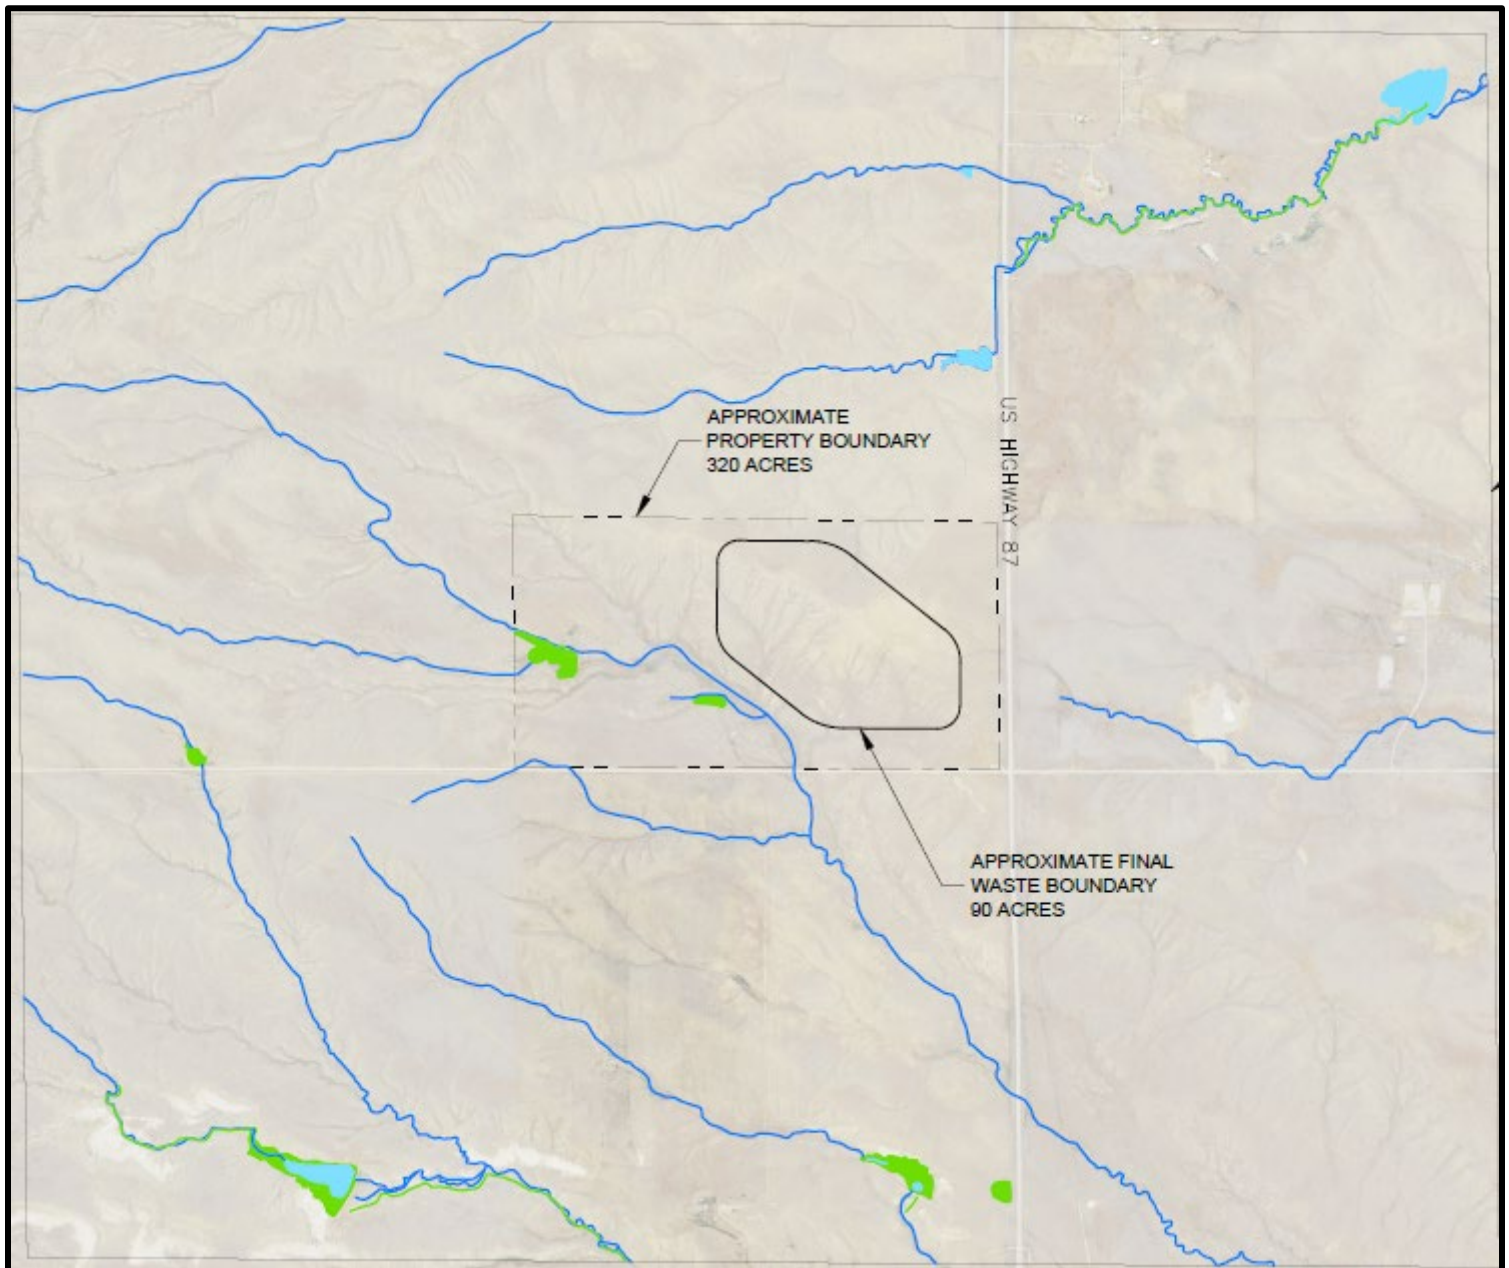 APPROXIMATE
PROPERTY BOUNDARY
320 ACRES
US HIGHWAY 87
APPROXIMATE FINAL
WASTE BOUNDARY
90 ACRES